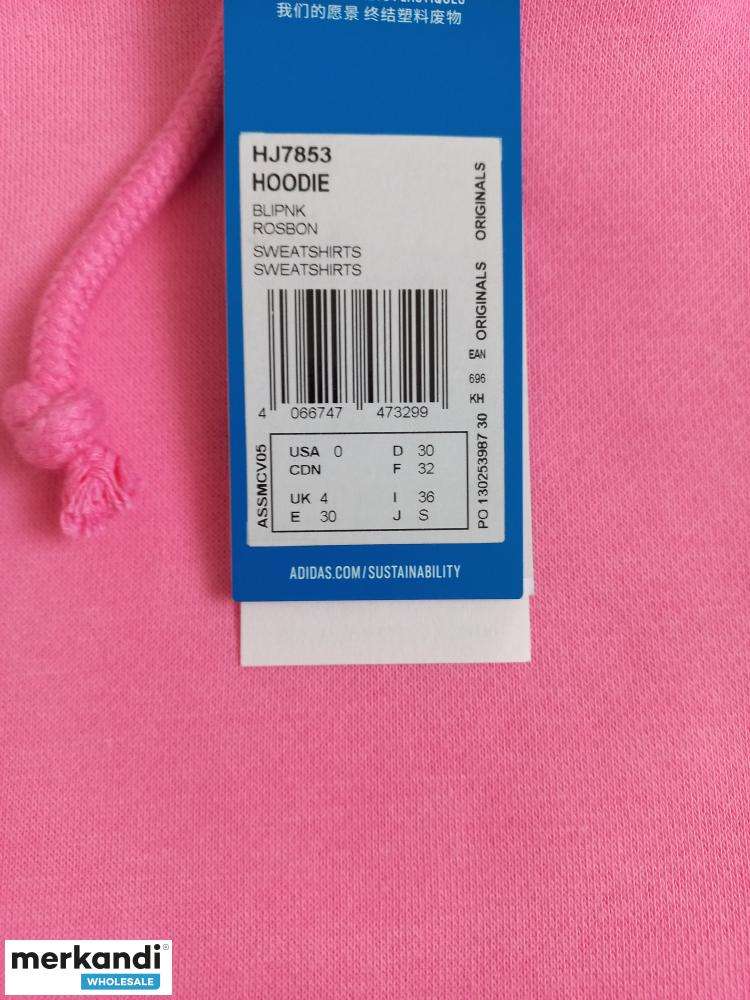 我们的愿景 终结塑料废物
HJ7853
HOODIE
BLIPNK
ROSBON
SWEATSHIRTS
SWEATSHIRTS
ORIGINALS ORIGINALS
EAN
696
KH
4 066747 473299
ASSMCV05
USA 0 D 30
CDN F 32
UK 4 I 36
E 30 J S
PO 130253987 30
ADIDAS.COM/SUSTAINABILITY
merkandi®
WHOLESALE